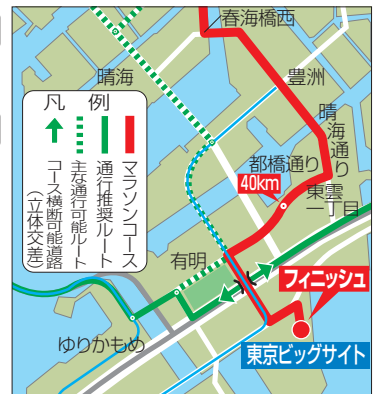 春海橋西
晴海
豊洲
晴海通り
凡例
マラソンコース
通行推奨ルート
主な通行可能ルート
コース横断可能道路
(立体交差)
都橋通り
40km
東雲一丁目
有明
フィニッシュ
ゆりかもめ
東京ビッグサイト